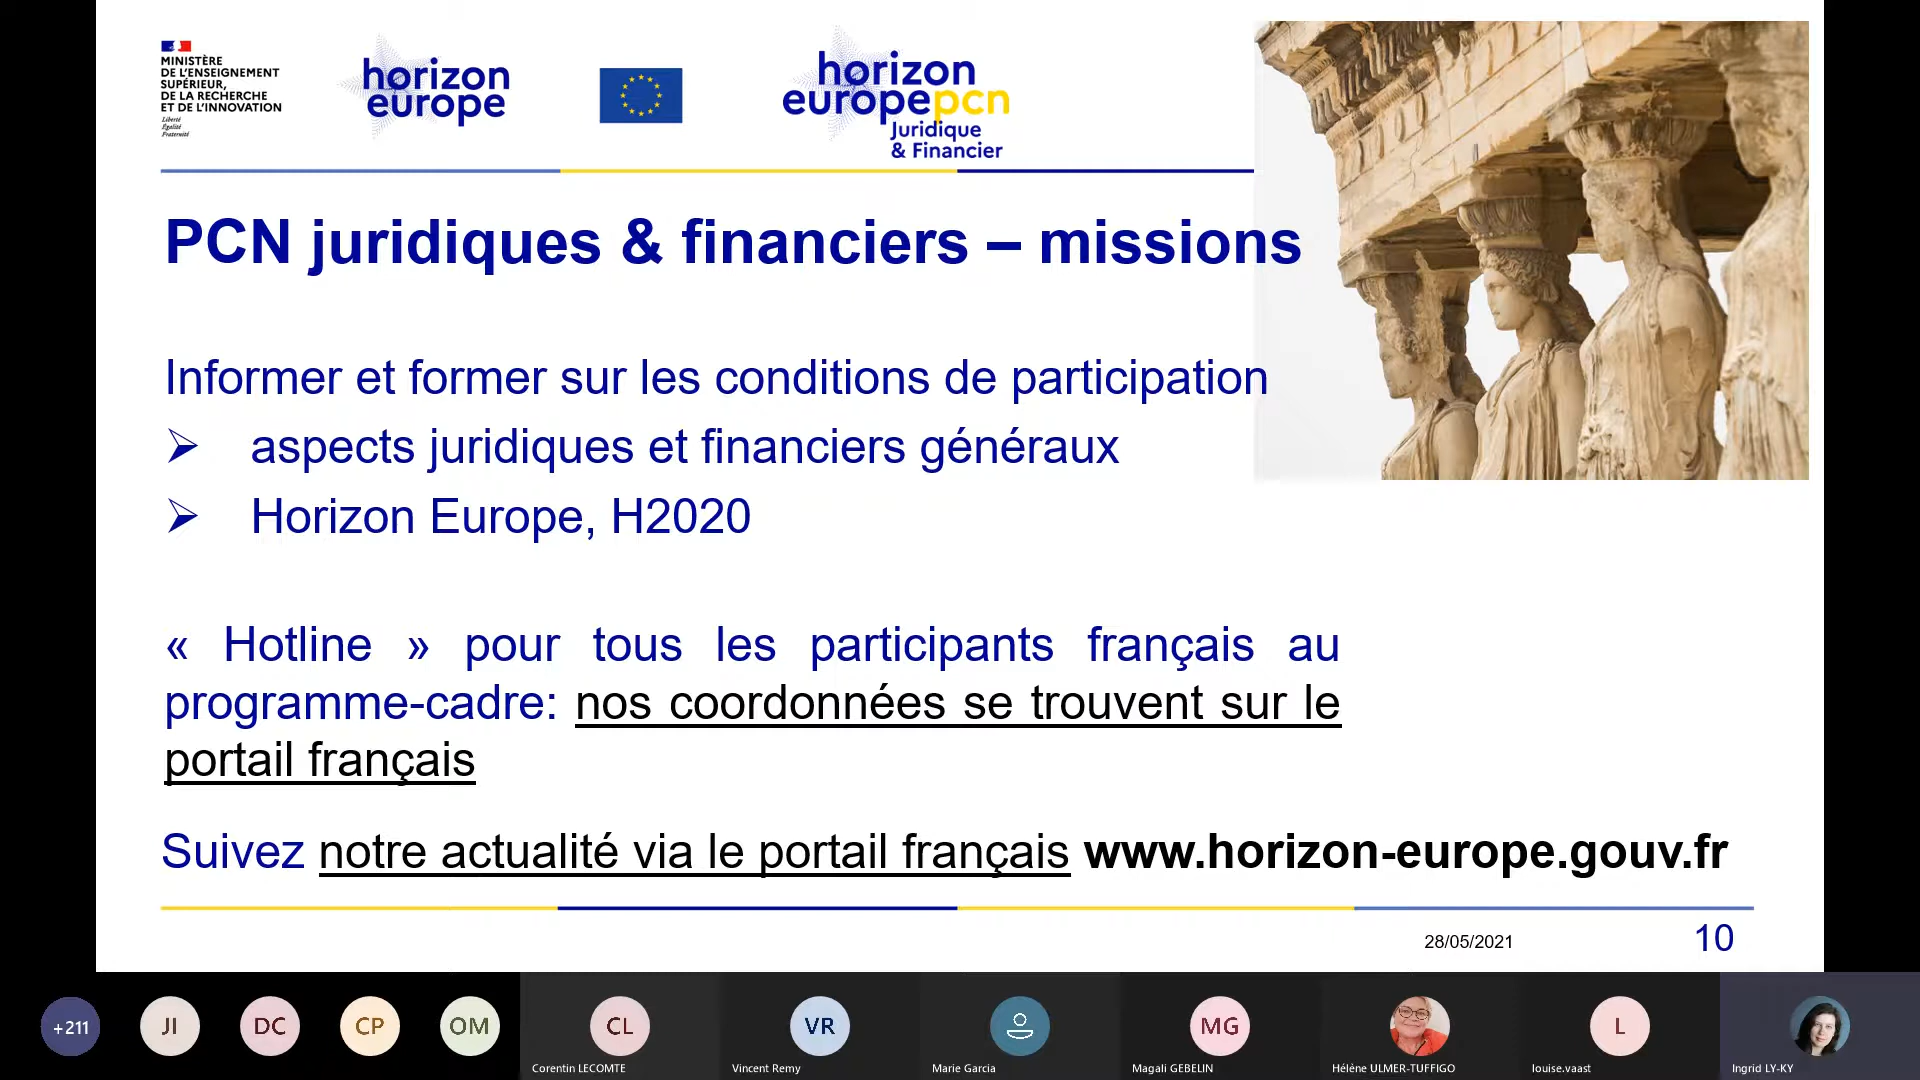 MINISTÈRE
DE L'ENSEIGNEMENT
SUPÉRIEUR,
DE LA RECHERCHE
ET DE L'INNOVATION
Liberté
Égalité
Fraternité
horizon
europe
horizon
europepcn
Juridique
& Financier
PCN juridiques & financiers – missions
Informer et former sur les conditions de participation
➢ aspects juridiques et financiers généraux
➢ Horizon Europe, H2020
« Hotline » pour tous les participants français au
programme-cadre: nos coordonnées se trouvent sur le
portail français
Suivez notre actualité via le portail français www.horizon-europe.gouv.fr
28/05/2021
10
+211
JI
DC
CP
OM
CL
VR
MG
L
Corentin LECOMTE
Vincent Remy
Marie Garcia
Magali GEBELIN
Hélène ULMER-TUFFIGO
louise.vaast
Ingrid LY-KY